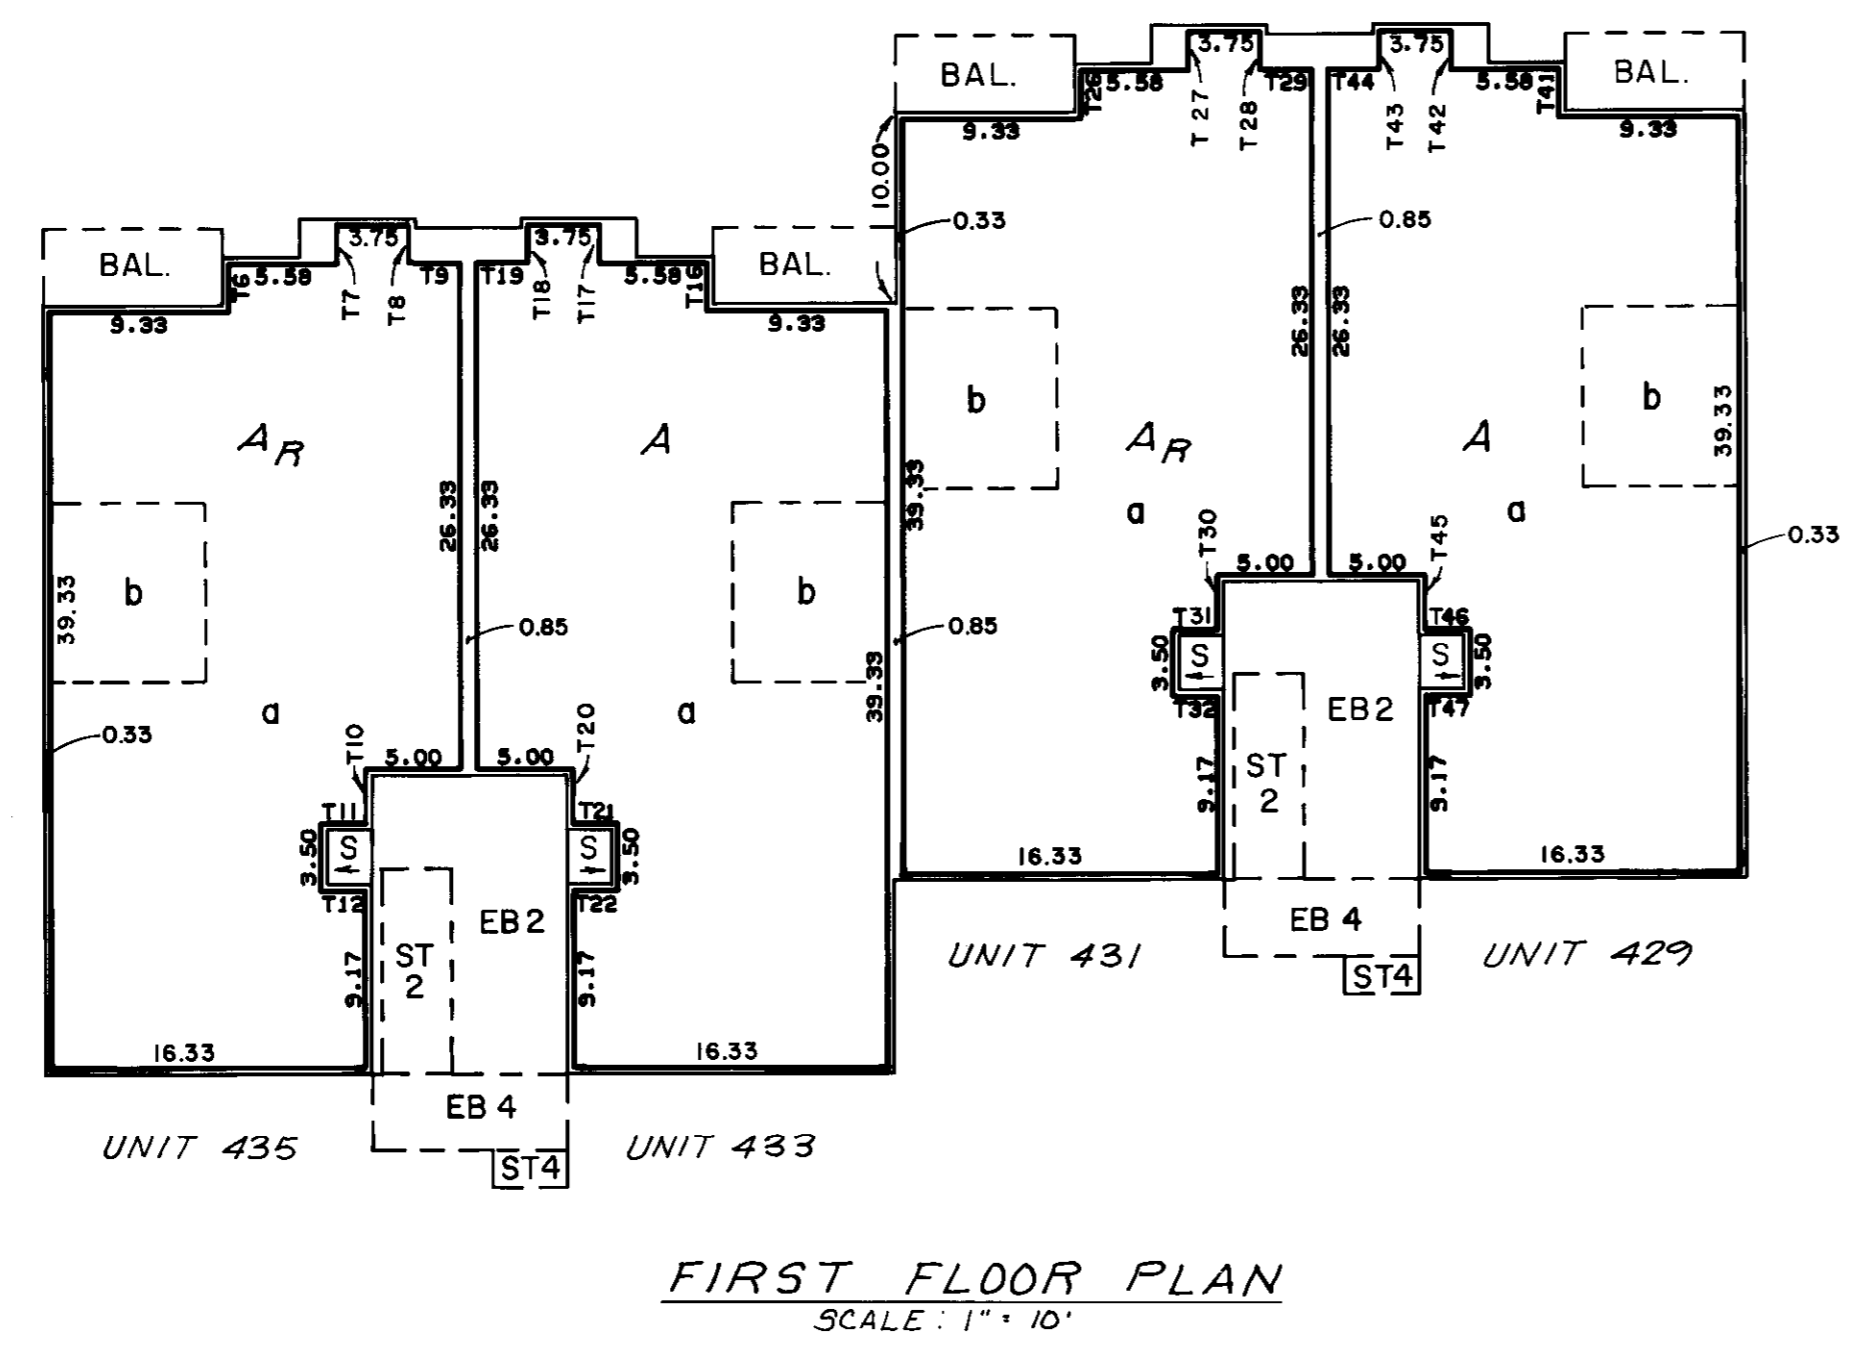 BAL.
3.75
3.75
BAL.
T26
5.58
T29
T44
5.58
T41
9.33
T 27
T28
T43
T42
9.33
10.00
0.33
0.85
BAL.
3.75
3.75
BAL.
T6
5.58
T9
T19
5.58
T16
9.33
T7
T8
T18
T17
9.33
26.33
26.33
b
b
39.33
AR
A
AR
A
39.33
26.33
26.33
a
a
T30
T45
0.33
5.00
5.00
b
b
39.33
0.85
0.85
T31
T46
3.50
S
S
3.50
39.33
T32
T47
EB2
a
a
0.33
T10
T20
5.00
5.00
ST
2
9.17
9.17
T11
T21
3.50
S
S
3.50
16.33
16.33
T12
T22
EB2
EB 4
ST
2
9.17
9.17
UNIT 431
UNIT 429
ST4
16.33
16.33
EB 4
UNIT 435
UNIT 433
ST4
FIRST FLOOR PLAN
SCALE: 1" = 10'